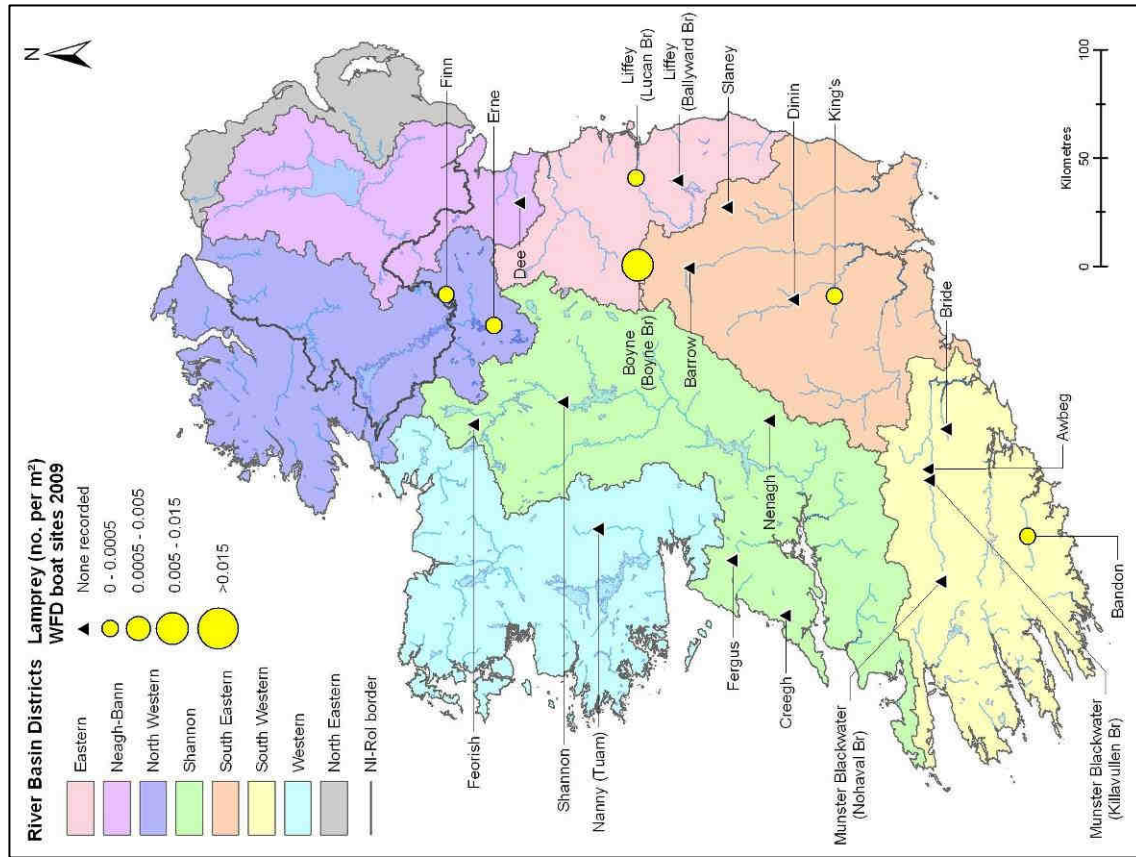 River Basin Districts
Eastern
Neagh-Bann
North Western
Shannon
South Eastern
South Western
Western
North Eastern
NI-RoI border
Lamprey (no. per m²)
WFD boat sites 2009
None recorded
0 - 0.0005
0.0005 - 0.005
0.005 - 0.015
>0.015
N
Finn
Erne
Dee
Liffey
(Lucan Br)
Liffey
(Ballyward Br)
Slaney
Dinin
King's
Boyne
(Boyne Br)
Barrow
Feorish
Shannon
Nanny (Tuam)
Fergus
Creegh
Nenagh
Bride
Awbeg
Munster Blackwater
(Nohaval Br)
Munster Blackwater
(Killavullen Br)
Bandon
0
50
100
Kilometres